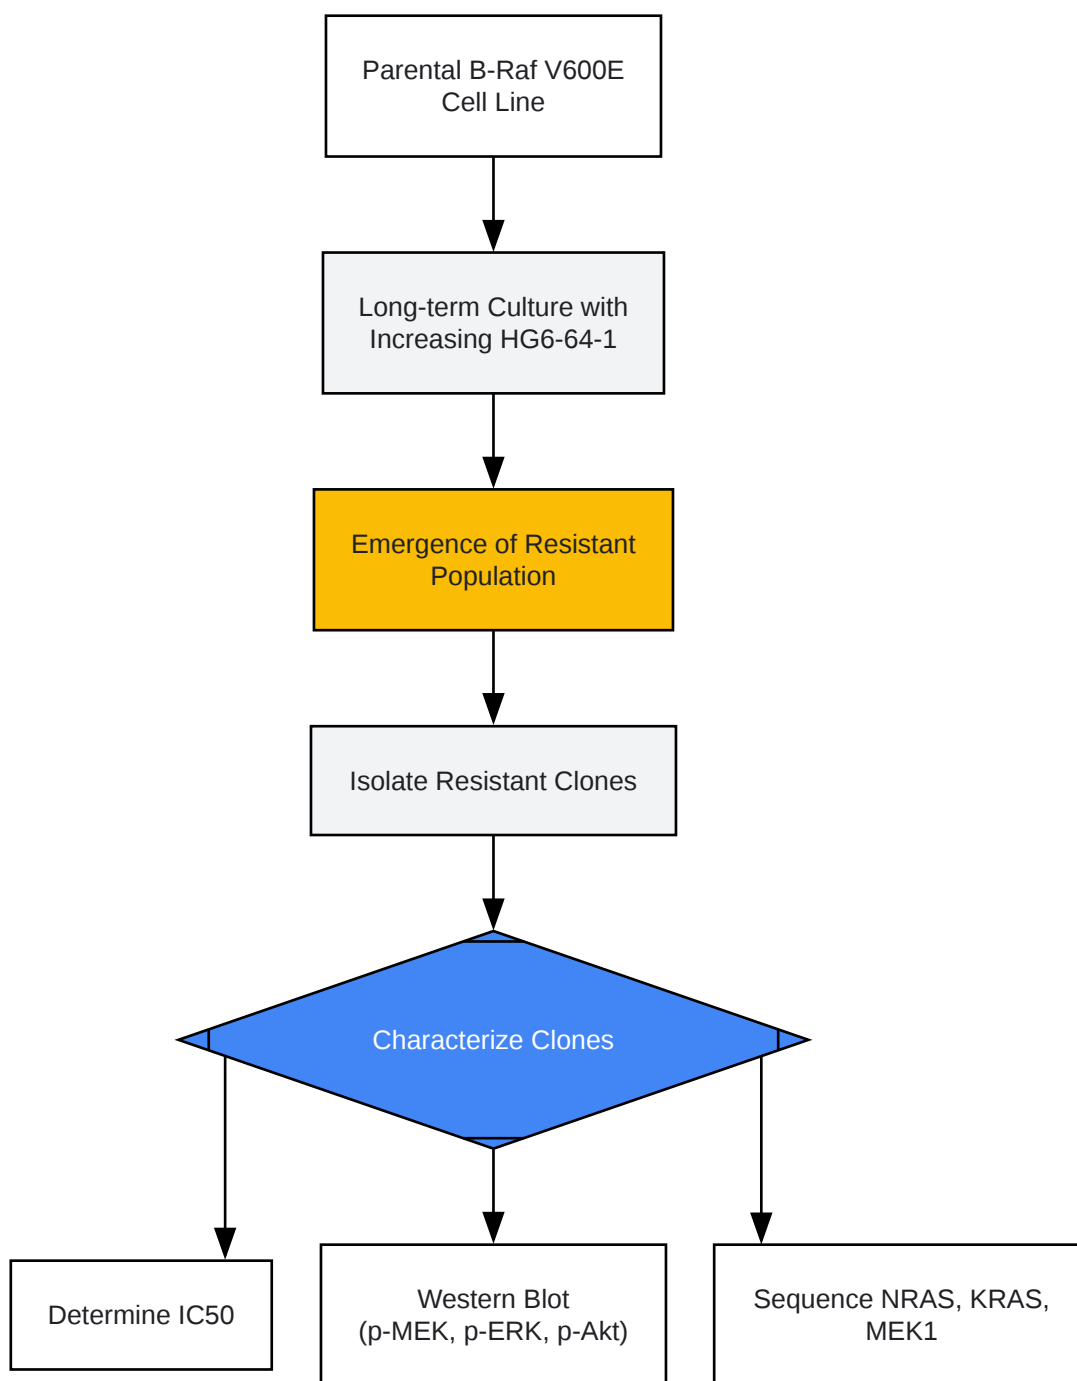 Parental B-Raf V600E
Cell Line
Long-term Culture with
Increasing HG6-64-1
Emergence of Resistant
Population
Isolate Resistant Clones
Characterize Clones
Determine IC50
Western Blot
(p-MEK, p-ERK, p-Akt)
Sequence NRAS, KRAS,
MEK1